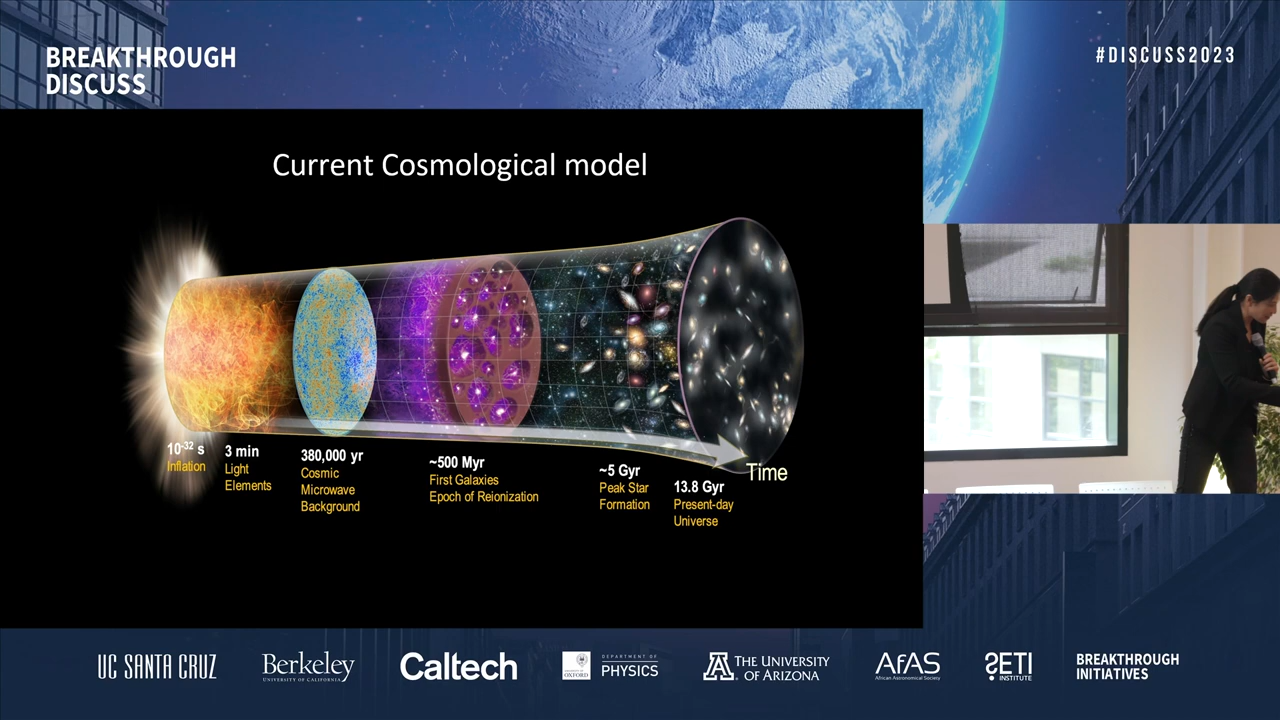 BREAKTHROUGH
DISCUSS
#DISCUSS2023
Current Cosmological model
10-32 s
Inflation
3 min
Light
Elements
380,000 yr
Cosmic
Microwave
Background
~500 Myr
First Galaxies
Epoch of Reionization
~5 Gyr
Peak Star
Formation
13.8 Gyr
Present-day
Universe
Time
UC SANTA CRUZ
Berkeley
UNIVERSITY OF CALIFORNIA
Caltech
UNIVERSITY OF
OXFORD
DEPARTMENT OF
PHYSICS
A
THE UNIVERSITY
OF ARIZONA
AfAS
African Astronomical Society
SETI
INSTITUTE
BREAKTHROUGH
INITIATIVES